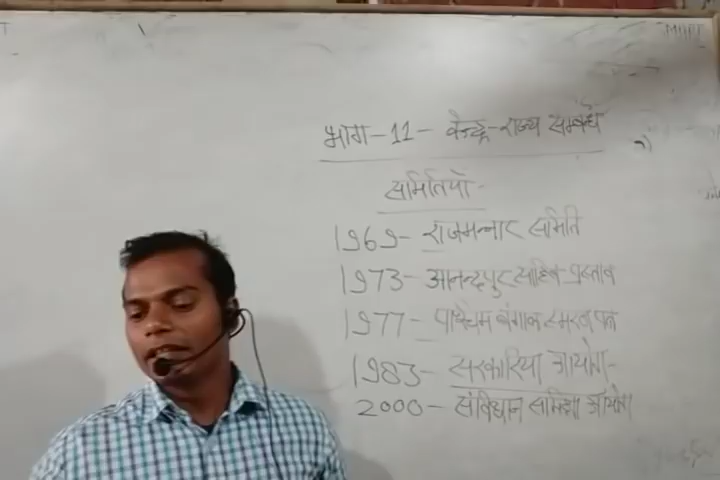 भाग-11- केन्द्र-राज्य सम्बन्ध
समितियाँ-
1969- राजमन्नार समिति
1973- आनन्दपुर साहिब प्रस्ताव
1977- पश्चिम बंगाल स्मरण पत्र
1983- सरकारिया आयोग-
2000- संविधान समिक्षा आयोग